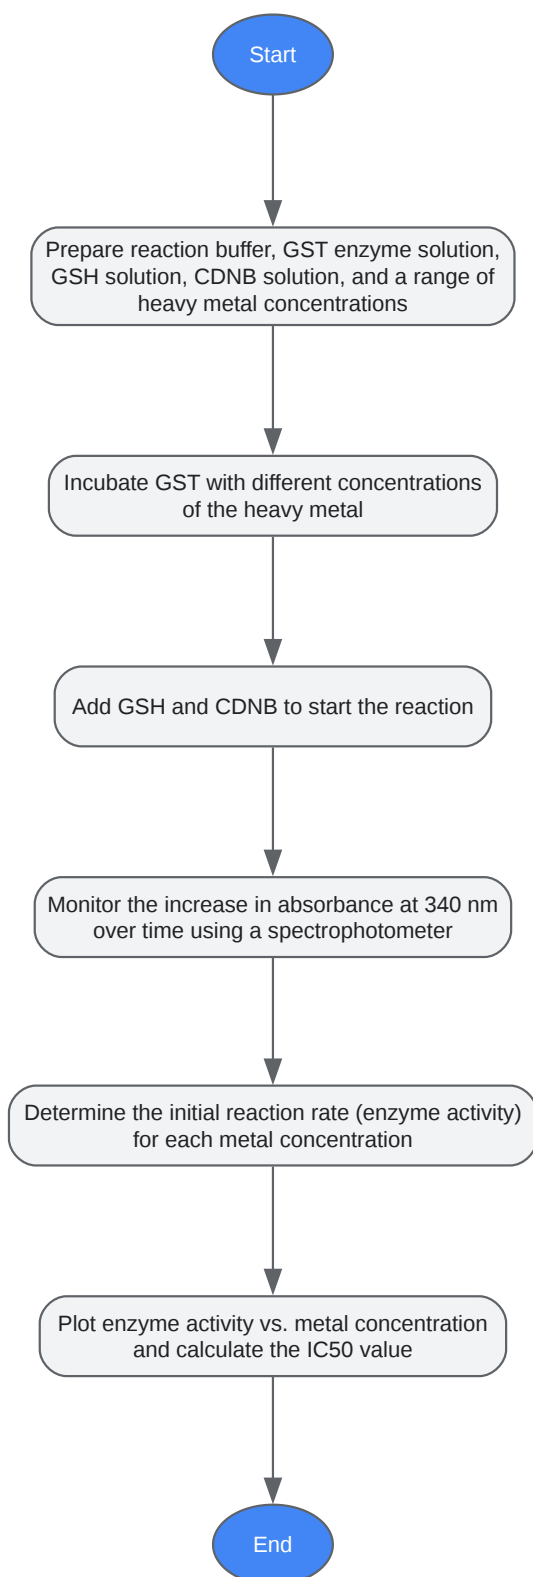 Start
Prepare reaction buffer, GST enzyme solution,
GSH solution, CDNB solution, and a range of
heavy metal concentrations
Incubate GST with different concentrations
of the heavy metal
Add GSH and CDNB to start the reaction
Monitor the increase in absorbance at 340 nm
over time using a spectrophotometer
Determine the initial reaction rate (enzyme activity)
for each metal concentration
Plot enzyme activity vs. metal concentration
and calculate the IC50 value
End